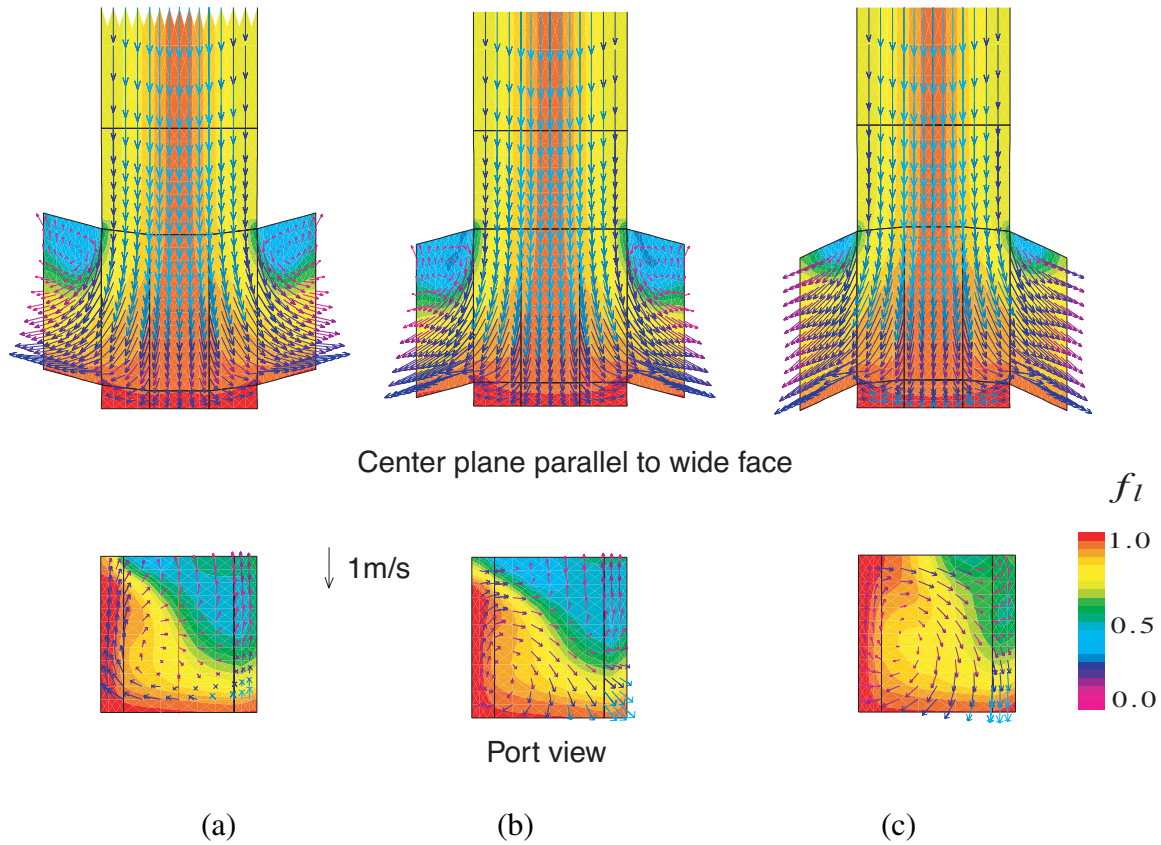 Center plane parallel to wide face
f_l
1.0
0.5
0.0
1m/s
Port view
(a)
(b)
(c)